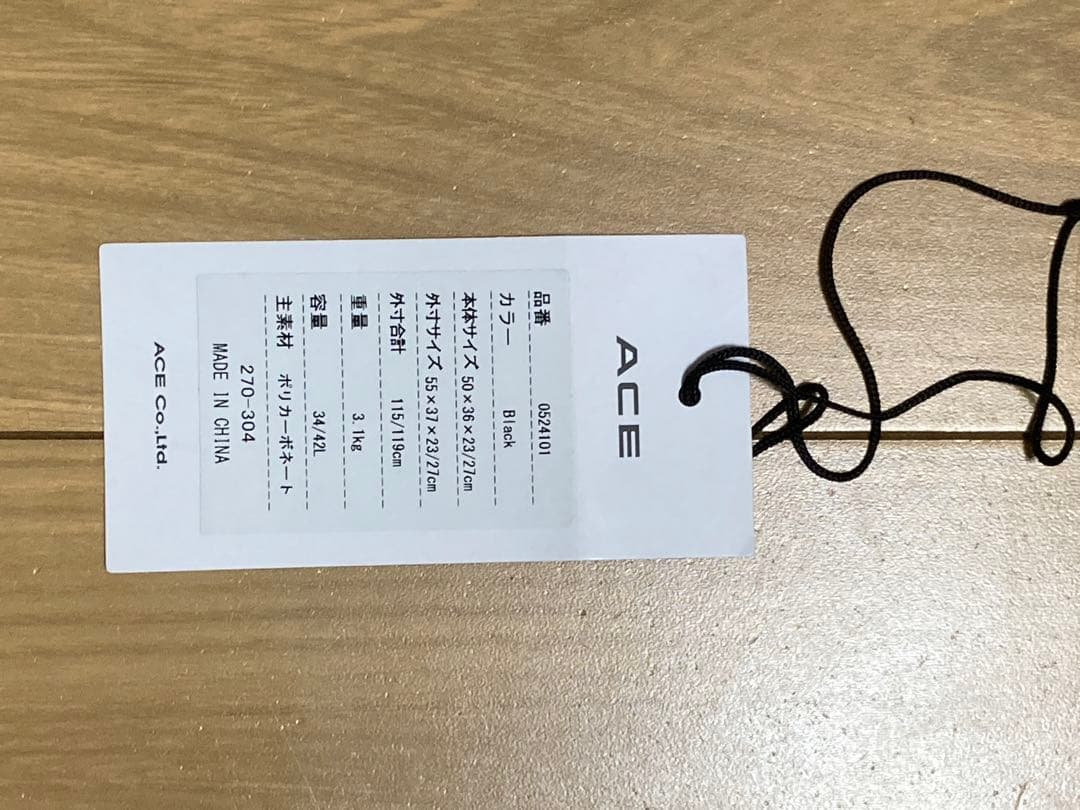 ACE
品番 0524101
カラー Black
本体サイズ 50×36×23/27cm
外寸サイズ 55×37×23/27cm
外寸合計 115/119cm
重量 3.1kg
容量 34/42L
主素材 ポリカーボネート
270-304
MADE IN CHINA
ACE Co.,Ltd.